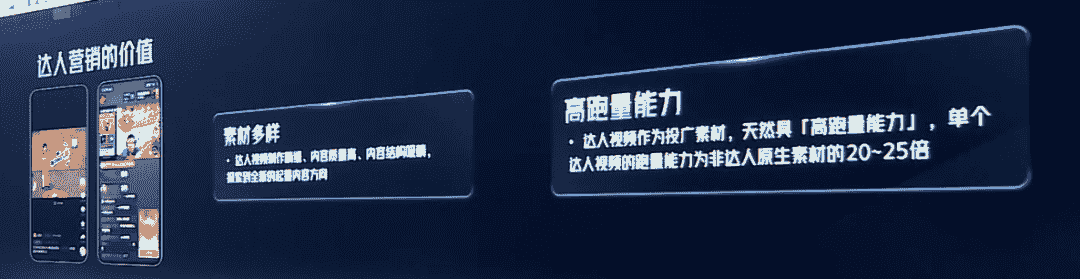 达人营销的价值
素材多样
• 达人视频制作精细、内容质量高、内容结构吸睛,
探索到全新的起量内容方向
高跑量能力
• 达人视频作为投广素材，天然具「高跑量能力」，单个
达人视频的跑量能力为非达人原生素材的20~25倍